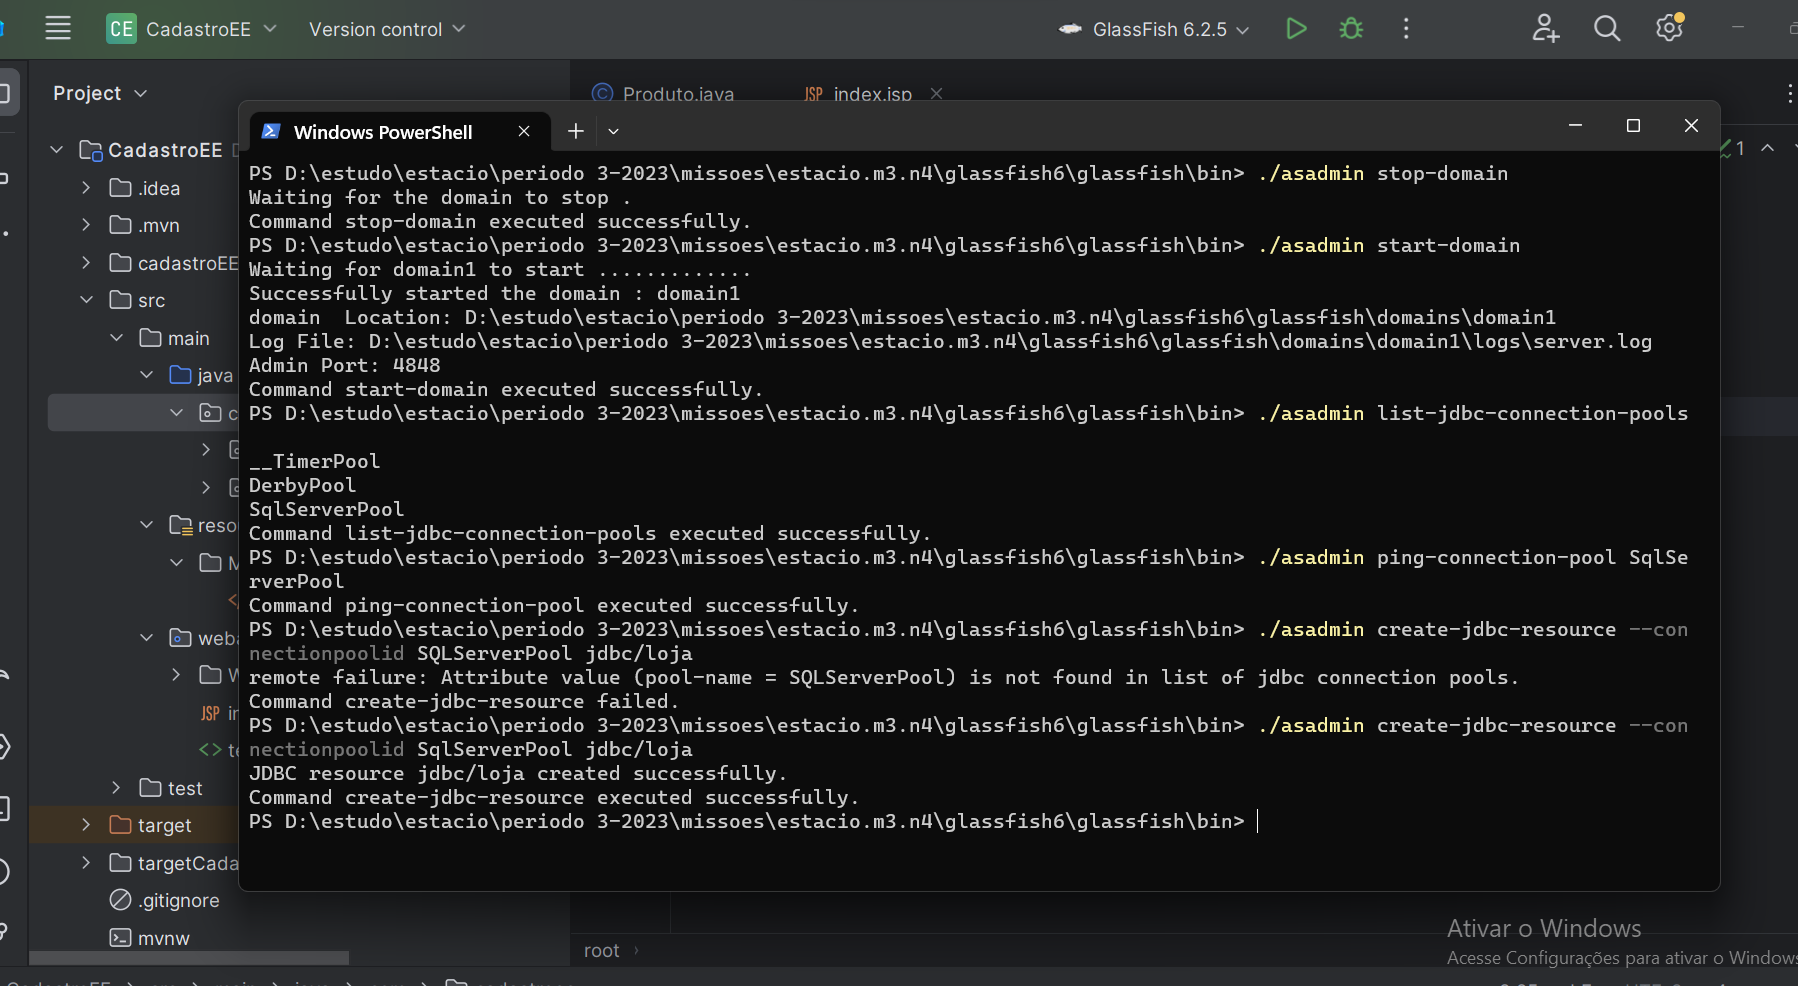 CE CadastroEE Version control GlassFish 6.2.5
Project
Produto.java JSP index.jsp
Windows PowerShell
CadastroEE
.idea
.mvn
cadastroEE
src
main
java
test
target
.gitignore
mvnw
PS D:\estudo\estacio\periodo 3-2023\missoes\estacio.m3.n4\glassfish6\glassfish\bin> ./asadmin stop-domain
Waiting for the domain to stop .
Command stop-domain executed successfully.
PS D:\estudo\estacio\periodo 3-2023\missoes\estacio.m3.n4\glassfish6\glassfish\bin> ./asadmin start-domain
Waiting for domain1 to start .............
Successfully started the domain : domain1
domain  Location: D:\estudo\estacio\periodo 3-2023\missoes\estacio.m3.n4\glassfish6\glassfish\domains\domain1
Log File: D:\estudo\estacio\periodo 3-2023\missoes\estacio.m3.n4\glassfish6\glassfish\domains\domain1\logs\server.log
Admin Port: 4848
Command start-domain executed successfully.
PS D:\estudo\estacio\periodo 3-2023\missoes\estacio.m3.n4\glassfish6\glassfish\bin> ./asadmin list-jdbc-connection-pools
__TimerPool
DerbyPool
SqlServerPool
Command list-jdbc-connection-pools executed successfully.
PS D:\estudo\estacio\periodo 3-2023\missoes\estacio.m3.n4\glassfish6\glassfish\bin> ./asadmin ping-connection-pool SqlSe
rverPool
Command ping-connection-pool executed successfully.
PS D:\estudo\estacio\periodo 3-2023\missoes\estacio.m3.n4\glassfish6\glassfish\bin> ./asadmin create-jdbc-resource --con
nectionpoolid SQLServerPool jdbc/loja
remote failure: Attribute value (pool-name = SQLServerPool) is not found in list of jdbc connection pools.
Command create-jdbc-resource failed.
PS D:\estudo\estacio\periodo 3-2023\missoes\estacio.m3.n4\glassfish6\glassfish\bin> ./asadmin create-jdbc-resource --con
nectionpoolid SqlServerPool jdbc/loja
JDBC resource jdbc/loja created successfully.
Command create-jdbc-resource executed successfully.
PS D:\estudo\estacio\periodo 3-2023\missoes\estacio.m3.n4\glassfish6\glassfish\bin>
1
root
Ativar o Windows
Acesse Configurações para ativar o Windows